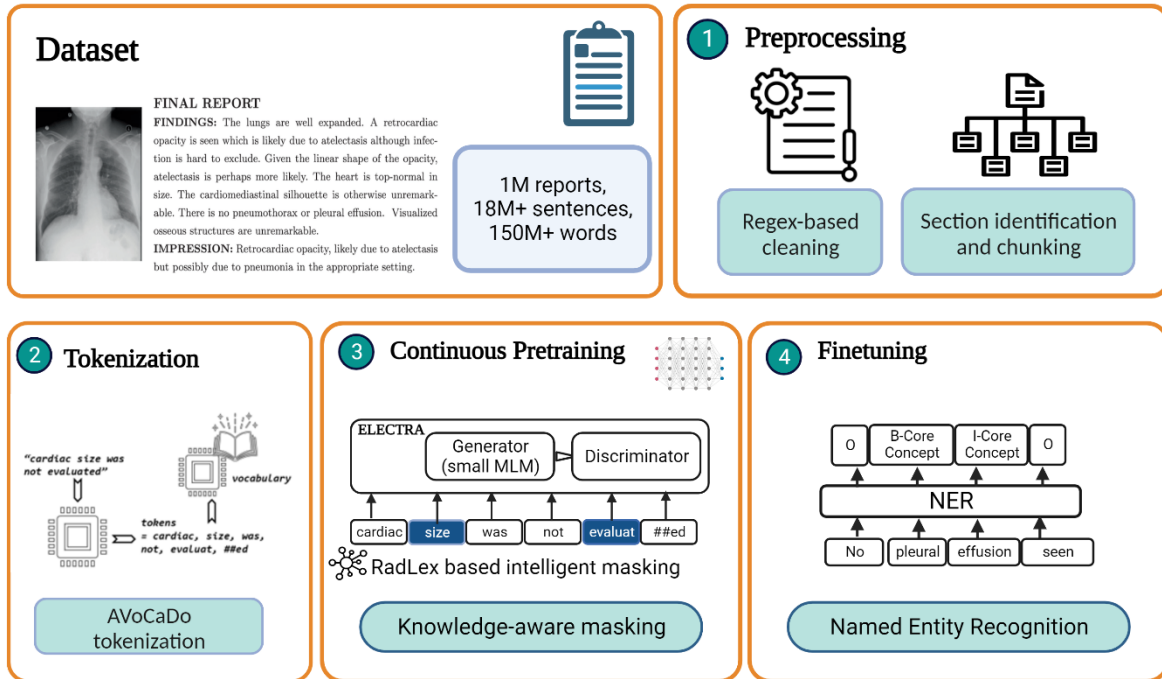 Dataset
FINAL REPORT
FINDINGS: The lungs are well expanded. A retrocardiac
opacity is seen which is likely due to atelectasis although infec-
tion is hard to exclude. Given the linear shape of the opacity,
atelectasis is perhaps more likely. The heart is top-normal in
size. The cardiomediastinal silhouette is otherwise unremark-
able. There is no pneumothorax or pleural effusion. Visualized
osseous structures are unremarkable.
IMPRESSION: Retrocardiac opacity, likely due to atelectasis
but possibly due to pneumonia in the appropriate setting.
1M reports,
18M+ sentences,
150M+ words
1 Preprocessing
Regex-based
cleaning
Section identification
and chunking
2 Tokenization
"cardiac size was
not evaluated"
vocabulary
tokens
= cardiac, size, was,
not, evaluat, ##ed
AVoCaDo
tokenization
3 Continuous Pretraining
ELECTRA
Generator
(small MLM)
Discriminator
cardiac size was not evaluat ##ed
RadLex based intelligent masking
Knowledge-aware masking
4 Finetuning
O B-Core Concept I-Core Concept O
NER
No pleural effusion seen
Named Entity Recognition